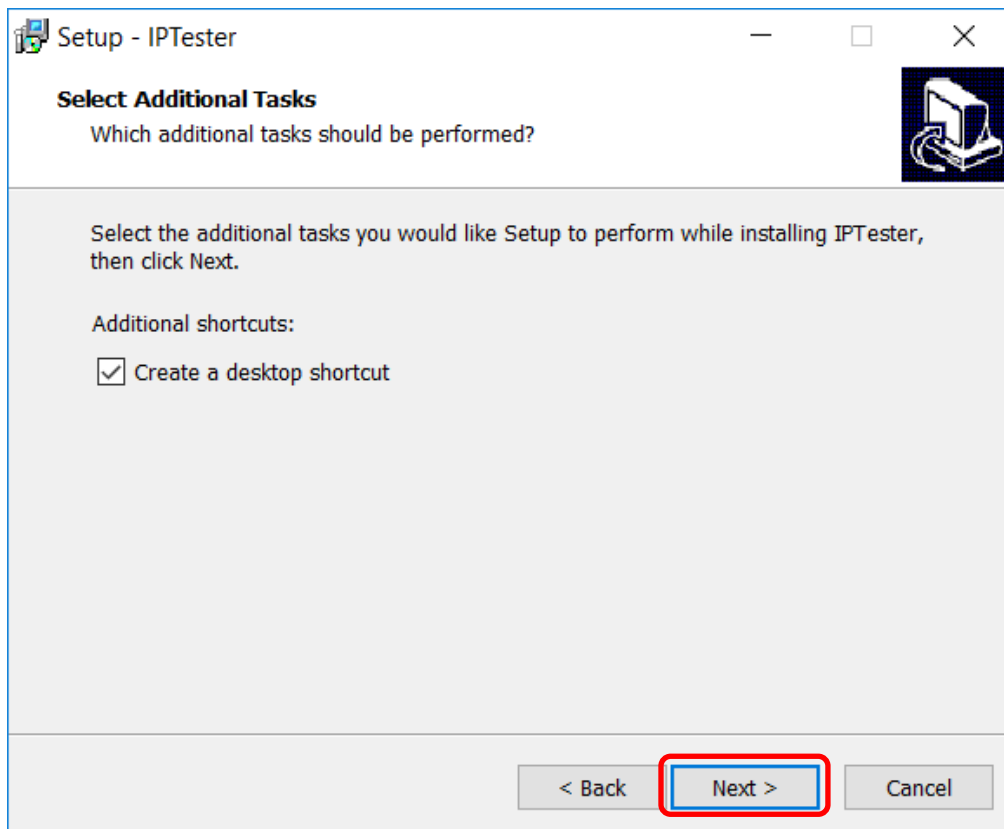 Setup - IPTester
Select Additional Tasks
Which additional tasks should be performed?
Select the additional tasks you would like Setup to perform while installing IPTester,
then click Next.
Additional shortcuts:
Create a desktop shortcut
< Back
Next >
Cancel